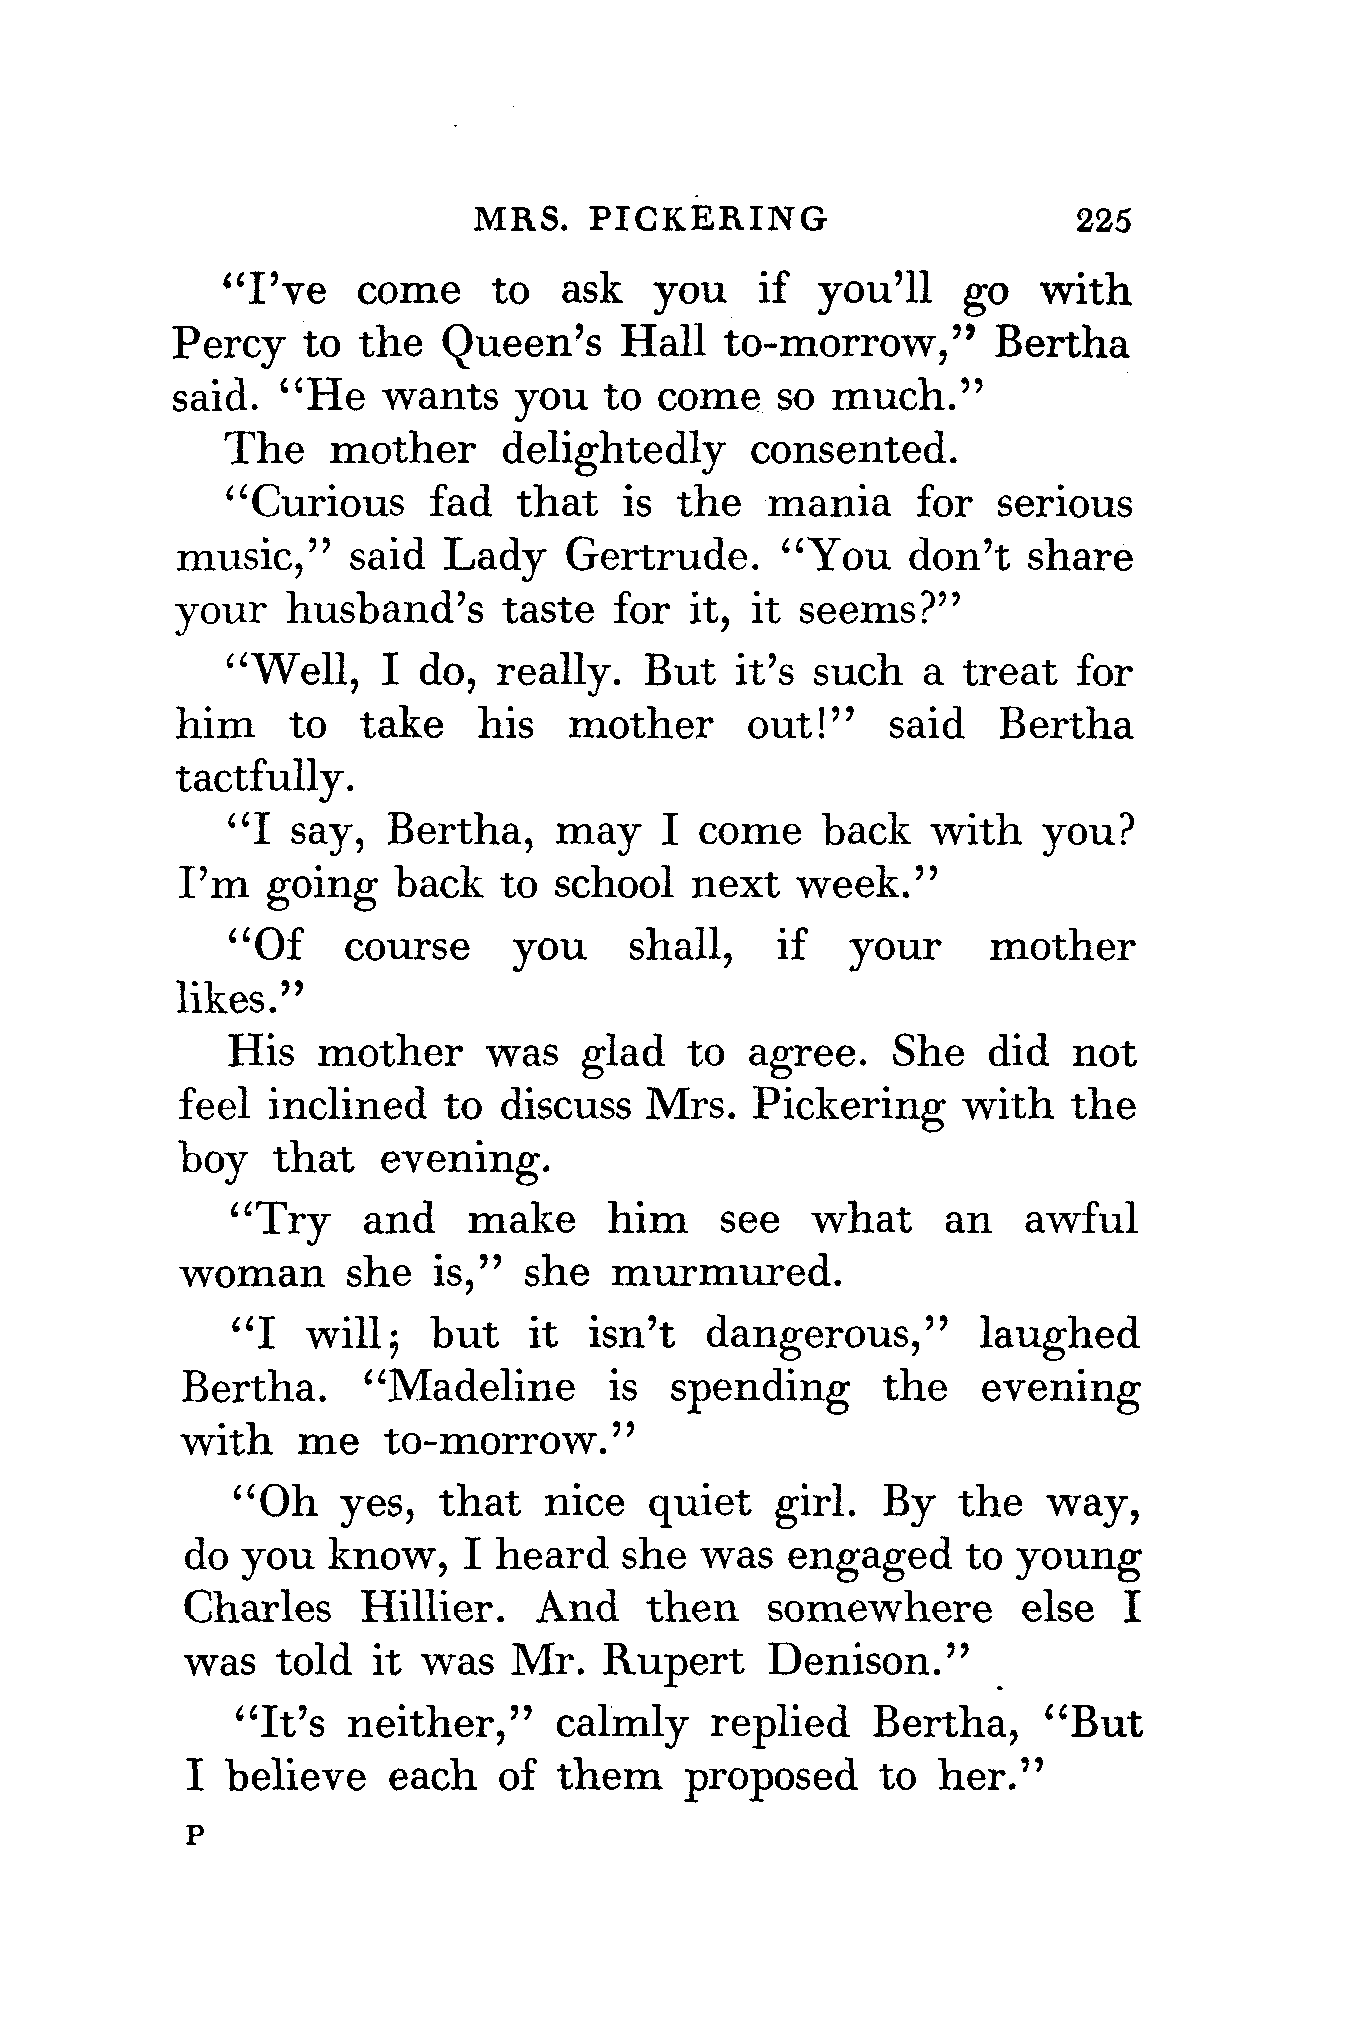 MRS. PICKERING 225
“I’ve come to ask you if you’ll go with
Percy to the Queen’s Hall to-morrow,” Bertha
said. “He wants you to come so much.”
The mother delightedly consented.
“Curious fad that is the mania for serious
music,” said Lady Gertrude. “You don’t share
your husband’s taste for it, it seems?”
“Well, I do, really. But it’s such a treat for
him to take his mother out!” said Bertha
tactfully.
“I say, Bertha, may I come back with you?
I’m going back to school next week.”
“Of course you shall, if your mother
likes.”
His mother was glad to agree. She did not
feel inclined to discuss Mrs. Pickering with the
boy that evening.
“Try and make him see what an awful
woman she is,” she murmured.
“I will; but it isn’t dangerous,” laughed
Bertha. “Madeline is spending the evening
with me to-morrow.”
“Oh yes, that nice quiet girl. By the way,
do you know, I heard she was engaged to young
Charles Hillier. And then somewhere else I
was told it was Mr. Rupert Denison.”
“It’s neither,” calmly replied Bertha, “But
I believe each of them proposed to her.”
P